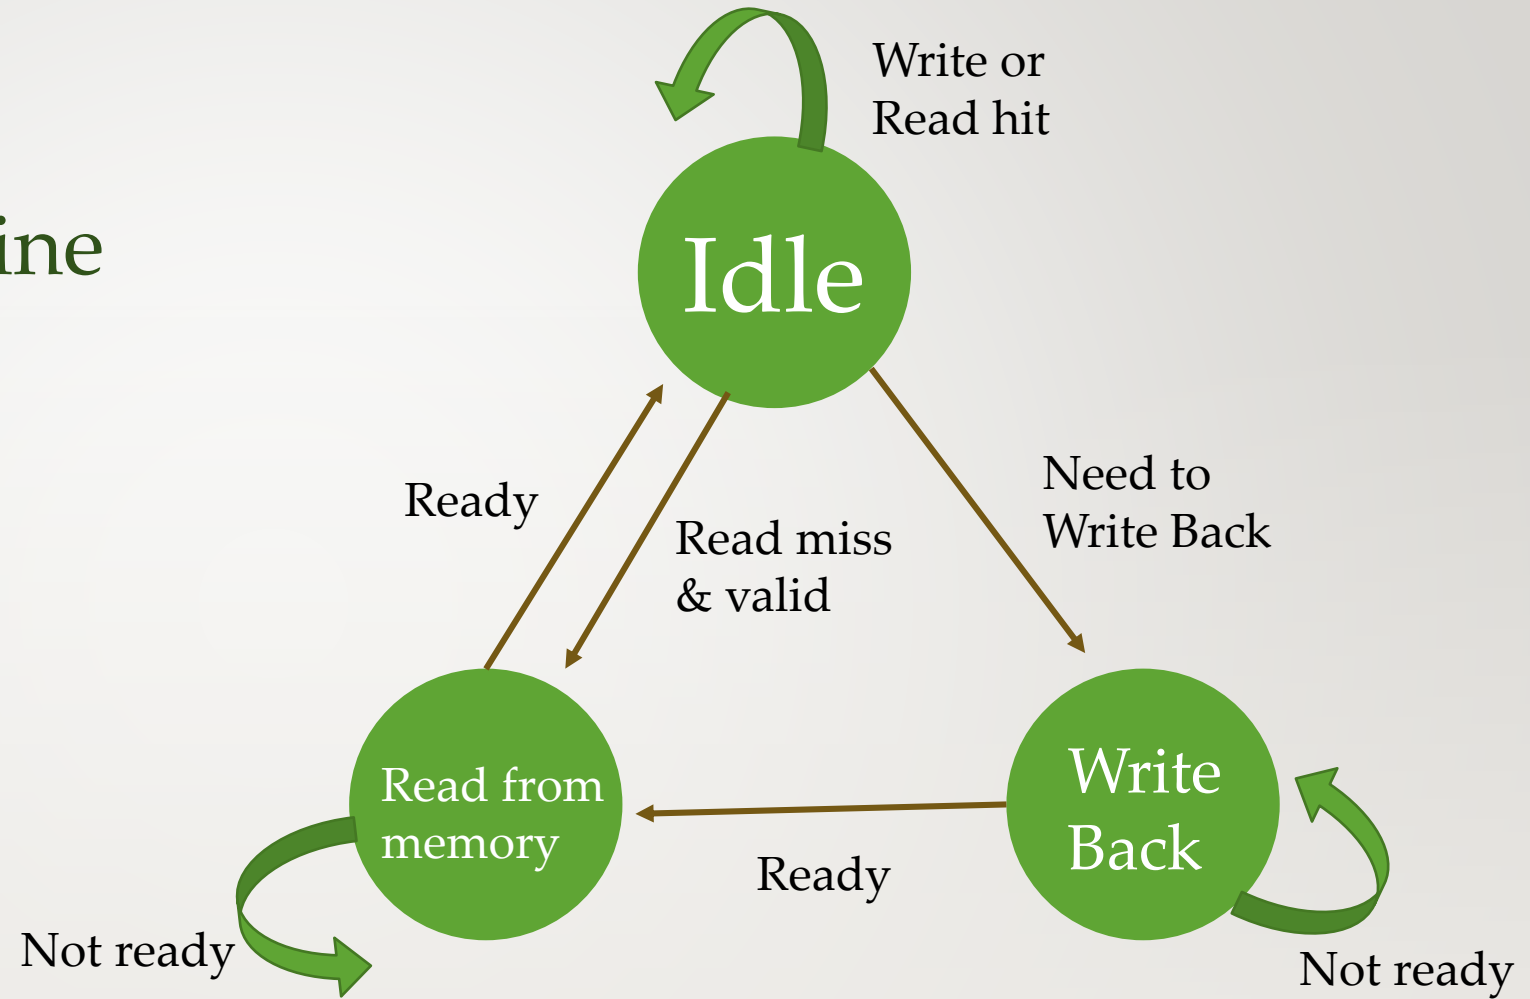 Write or
Read hit
ine
Idle
Ready
Read miss
& valid
Need to
Write Back
Read from
memory
Write
Back
Ready
Not ready
Not ready